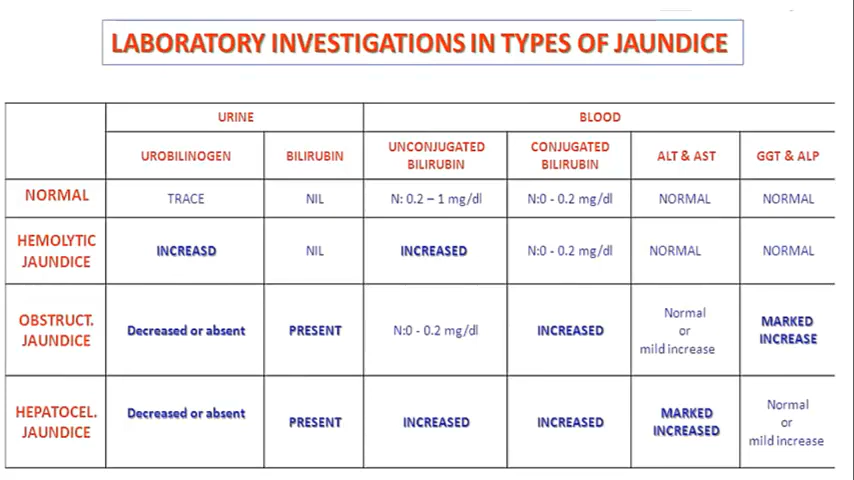 LABORATORY INVESTIGATIONS IN TYPES OF JAUNDICE
URINE
BLOOD
UROBILINOGEN
BILIRUBIN
UNCONJUGATED
BILIRUBIN
CONJUGATED
BILIRUBIN
ALT & AST
GGT & ALP
NORMAL
TRACE
NIL
N: 0.2 – 1 mg/dl
N:0 - 0.2 mg/dl
NORMAL
NORMAL
HEMOLYTIC
JAUNDICE
INCREASD
NIL
INCREASED
N:0 - 0.2 mg/dl
NORMAL
NORMAL
OBSTRUCT.
JAUNDICE
Decreased or absent
PRESENT
N:0 - 0.2 mg/dl
INCREASED
Normal
or
mild increase
MARKED
INCREASE
HEPATOCEL.
JAUNDICE
Decreased or absent
PRESENT
INCREASED
INCREASED
MARKED
INCREASED
Normal
or
mild increase